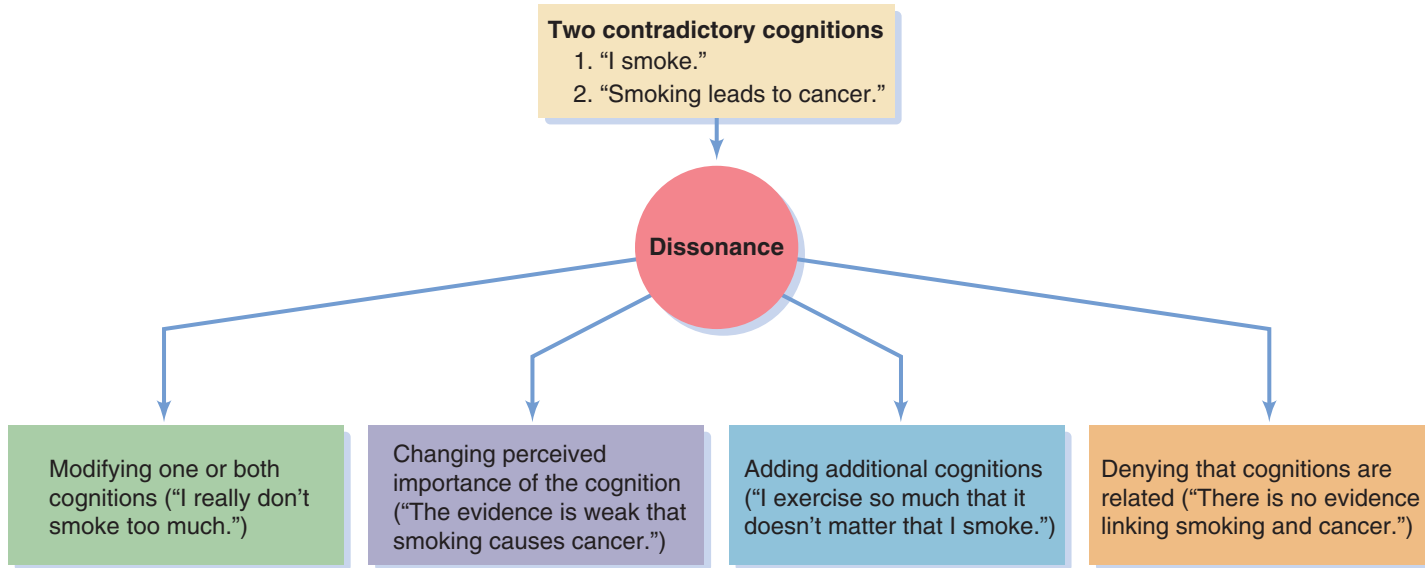 Two contradictory cognitions
1. “I smoke.”
2. “Smoking leads to cancer.”
Dissonance
Modifying one or both
cognitions (“I really don’t
smoke too much.”)
Changing perceived
importance of the cognition
(“The evidence is weak that
smoking causes cancer.”)
Adding additional cognitions
(“I exercise so much that it
doesn’t matter that I smoke.”)
Denying that cognitions are
related (“There is no evidence
linking smoking and cancer.”)